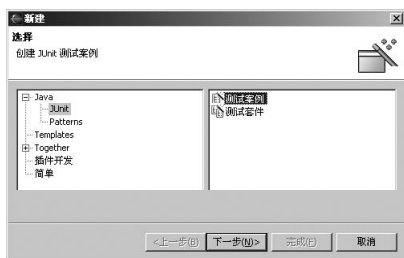 新建
选择
创建 JUnit 测试案例
Java
JUnit
Patterns
Templates
Together
插件开发
简单
测试案例
测试套件
<上一步(B)
下一步(N)>
完成(F)
取消